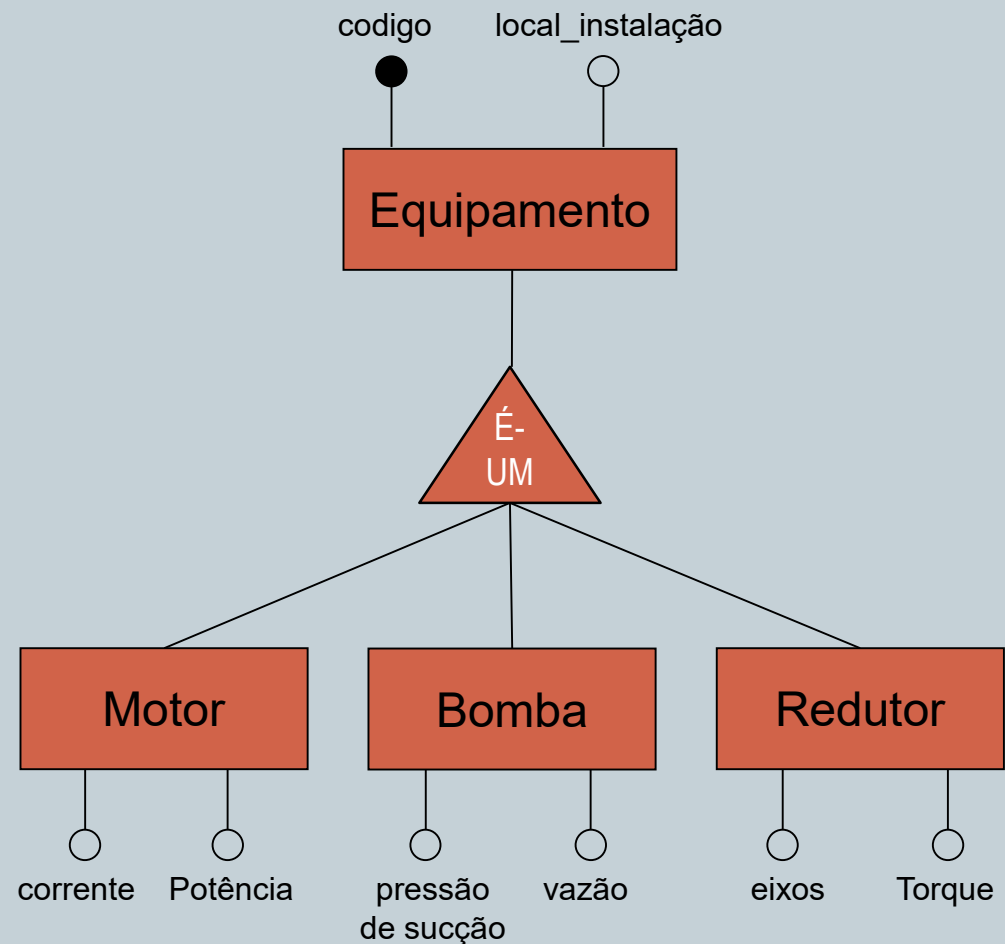 codigo
local_instalação
Equipamento
É-
UM
Motor
Bomba
Redutor
corrente
Potência
pressão
de sucção
vazão
eixos
Torque